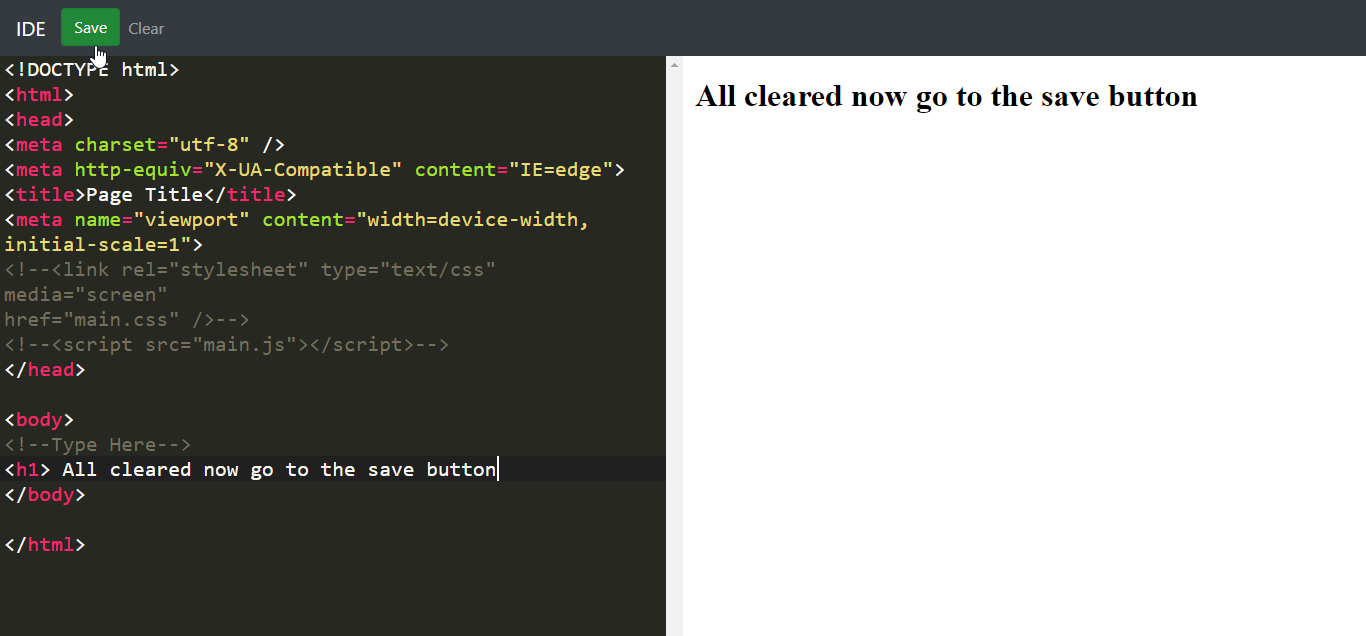 IDE Save Clear
<!DOCTYPE html>
<html>
<head>
<meta charset="utf-8" />
<meta http-equiv="X-UA-Compatible" content="IE=edge">
<title>Page Title</title>
<meta name="viewport" content="width=device-width,
initial-scale=1">
<!--<link rel="stylesheet" type="text/css"
media="screen"
href="main.css" />-->
<!--<script src="main.js"></script>-->
</head>
<body>
<!--Type Here-->
<h1> All cleared now go to the save button
</body>
</html>
All cleared now go to the save button